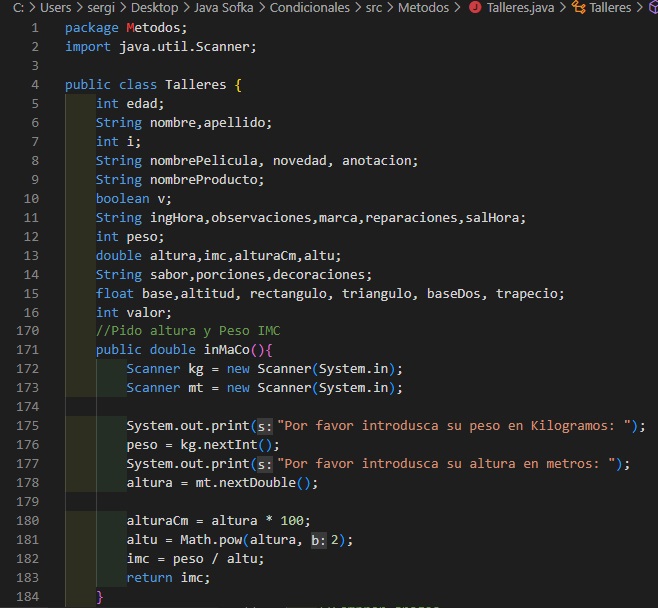 C: > Users > sergi > Desktop > Java Sofka > Condicionales > src > Metodos > Talleres.java > Talleres >
1 package Metodos;
2 import java.util.Scanner;
3
4 public class Talleres {
5 int edad;
6 String nombre,apellido;
7 int i;
8 String nombrePelicula, novedad, anotacion;
9 String nombreProducto;
10 boolean v;
11 String ingHora,observaciones,marca,reparaciones,salHora;
12 int peso;
13 double altura,imc,alturaCm,altu;
14 String sabor,porciones,decoraciones;
15 float base,altitud, rectangulo, triangulo, baseDos, trapecio;
16 int valor;
170 //Pido altura y Peso IMC
171 public double inMaCo(){
172 Scanner kg = new Scanner(System.in);
173 Scanner mt = new Scanner(System.in);
174
175 System.out.print(s:"Por favor introdusca su peso en Kilogramos: ");
176 peso = kg.nextInt();
177 System.out.print(s:"Por favor introdusca su altura en metros: ");
178 altura = mt.nextDouble();
179
180 alturaCm = altura * 100;
181 altu = Math.pow(altura, b:2);
182 imc = peso / altu;
183 return imc;
184 }